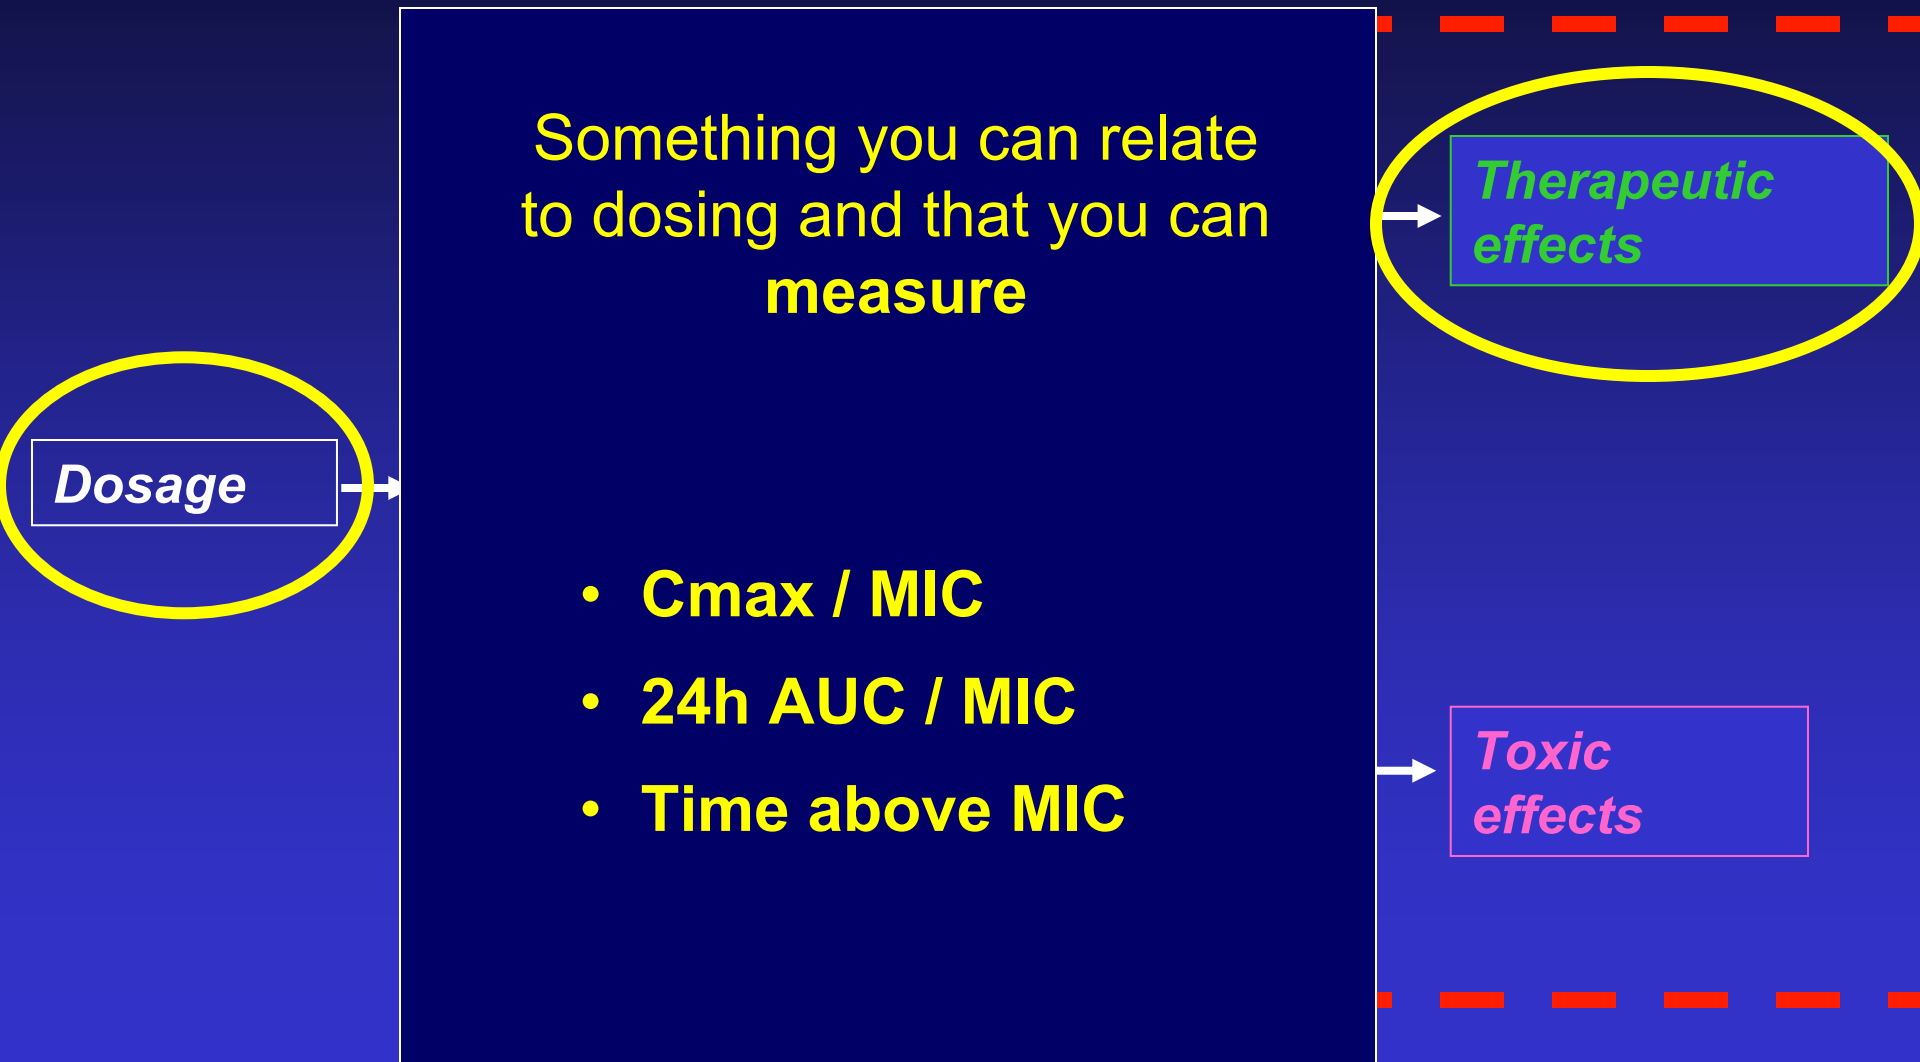 Something you can relate
to dosing and that you can
measure
Therapeutic
effects
Dosage
• Cmax / MIC
• 24h AUC / MIC
• Time above MIC
Toxic
effects